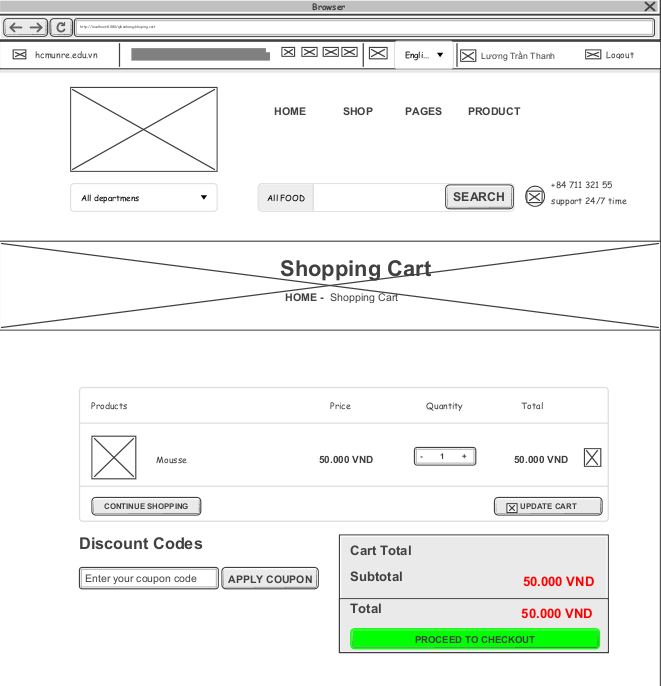 Browser
hcmunre.edu.vn
Engli... ▼
Lương Trần Thanh
Logout
HOME SHOP PAGES PRODUCT
All departmens
All FOOD
SEARCH
+84 711 321 55
support 24/7 time
Shopping Cart
HOME - Shopping Cart
Products Price Quantity Total
Mousse 50.000 VND - 1 + 50.000 VND
CONTINUE SHOPPING
UPDATE CART
Discount Codes
Enter your coupon code
APPLY COUPON
Cart Total
Subtotal 50.000 VND
Total 50.000 VND
PROCEED TO CHECKOUT